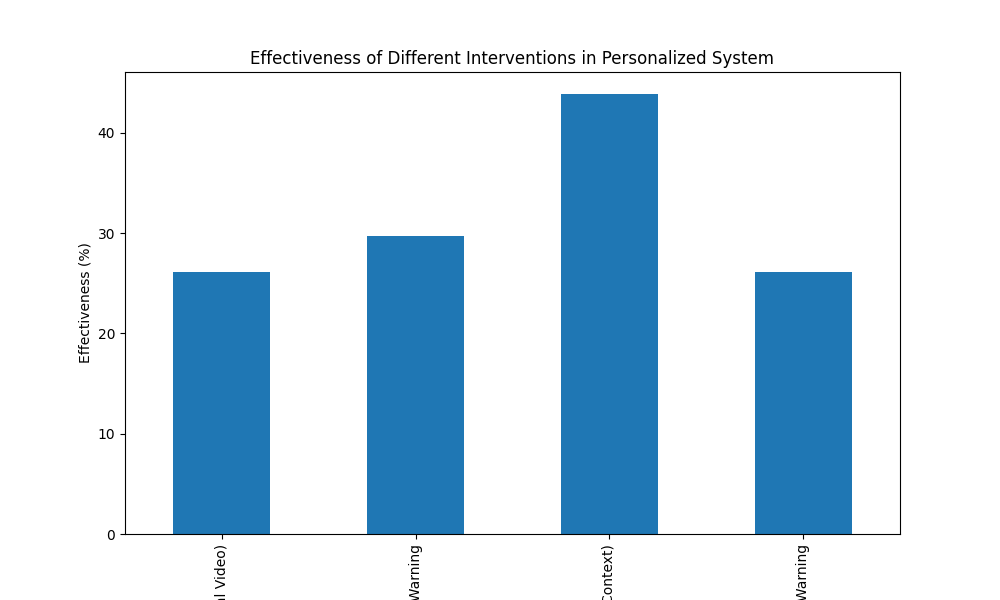 Effectiveness of Different Interventions in Personalized System
Effectiveness (%)
40
30
20
10
0
Video)
Warning
Context)
Warning